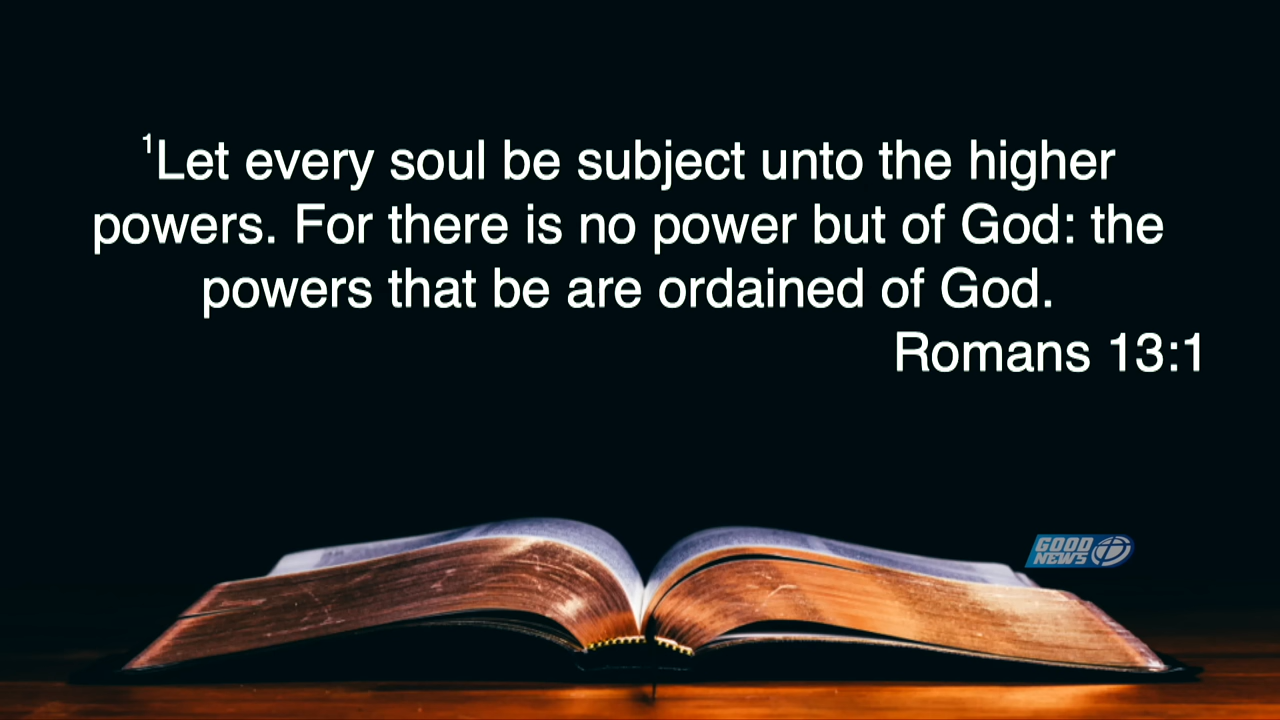 ¹Let every soul be subject unto the higher
powers. For there is no power but of God: the
powers that be are ordained of God.
Romans 13:1
GOOD
NEWS